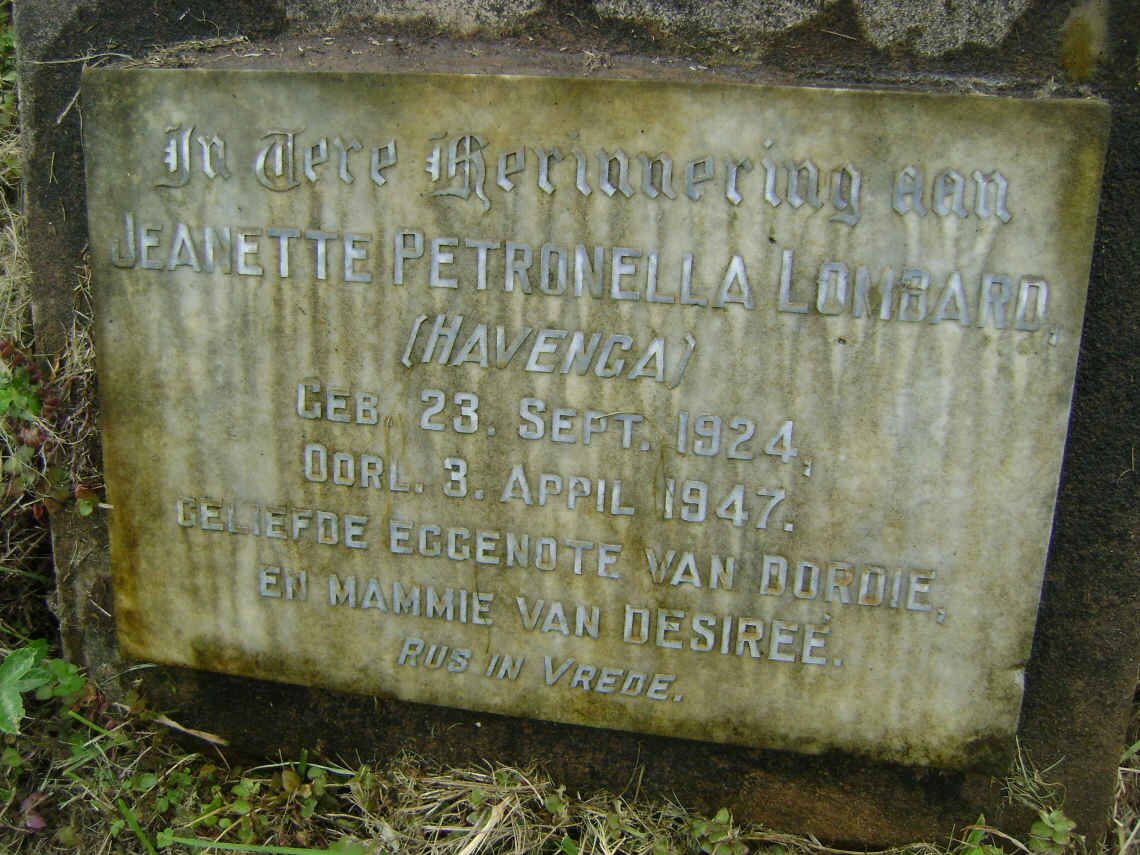 In Tere Herinnering aan
JEANETTE PETRONELLA LOMBARD,
(HAVENGA)
GEB. 23. SEPT. 1924,
OORL. 3. APPIL 1947.
GELIEFDE EGGENOTE VAN DORDIE,
EN MAMMIE VAN DESIREÉ.
RUS IN VREDE.